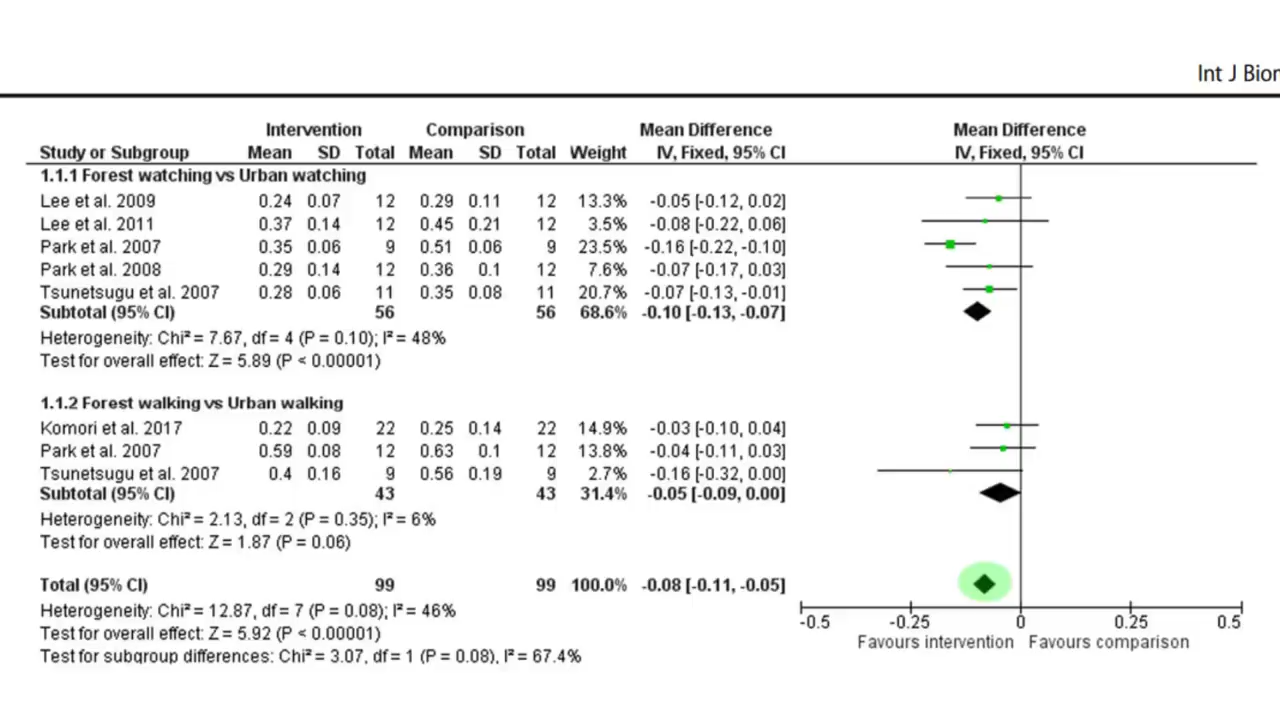 Int J Bio
Intervention Comparison Mean Difference Mean Difference
Study or Subgroup Mean SD Total Mean SD Total Weight IV, Fixed, 95% CI IV, Fixed, 95% CI
1.1.1 Forest watching vs Urban watching
Lee et al. 2009 0.24 0.07 12 0.29 0.11 12 13.3% -0.05 [-0.12, 0.02]
Lee et al. 2011 0.37 0.14 12 0.45 0.21 12 3.5% -0.08 [-0.22, 0.06]
Park et al. 2007 0.35 0.06 9 0.51 0.06 9 23.5% -0.16 [-0.22, -0.10]
Park et al. 2008 0.29 0.14 12 0.36 0.1 12 7.6% -0.07 [-0.17, 0.03]
Tsunetsugu et al. 2007 0.28 0.06 11 0.35 0.08 11 20.7% -0.07 [-0.13, -0.01]
Subtotal (95% CI) 56 56 68.6% -0.10 [-0.13, -0.07]
Heterogeneity: Chi² = 7.67, df = 4 (P = 0.10); I² = 48%
Test for overall effect: Z = 5.89 (P < 0.00001)
1.1.2 Forest walking vs Urban walking
Komori et al. 2017 0.22 0.09 22 0.25 0.14 22 14.9% -0.03 [-0.10, 0.04]
Park et al. 2007 0.59 0.08 12 0.63 0.1 12 13.8% -0.04 [-0.11, 0.03]
Tsunetsugu et al. 2007 0.4 0.16 9 0.56 0.19 9 2.7% -0.16 [-0.32, 0.00]
Subtotal (95% CI) 43 43 31.4% -0.05 [-0.09, 0.00]
Heterogeneity: Chi² = 2.13, df = 2 (P = 0.35); I² = 6%
Test for overall effect: Z = 1.87 (P = 0.06)
Total (95% CI) 99 99 100.0% -0.08 [-0.11, -0.05]
Heterogeneity: Chi² = 12.87, df = 7 (P = 0.08); I² = 46%
Test for overall effect: Z = 5.92 (P < 0.00001)
Test for subgroup differences: Chi² = 3.07, df = 1 (P = 0.08), I² = 67.4%
-0.5 -0.25 0 0.25 0.5
Favours intervention Favours comparison